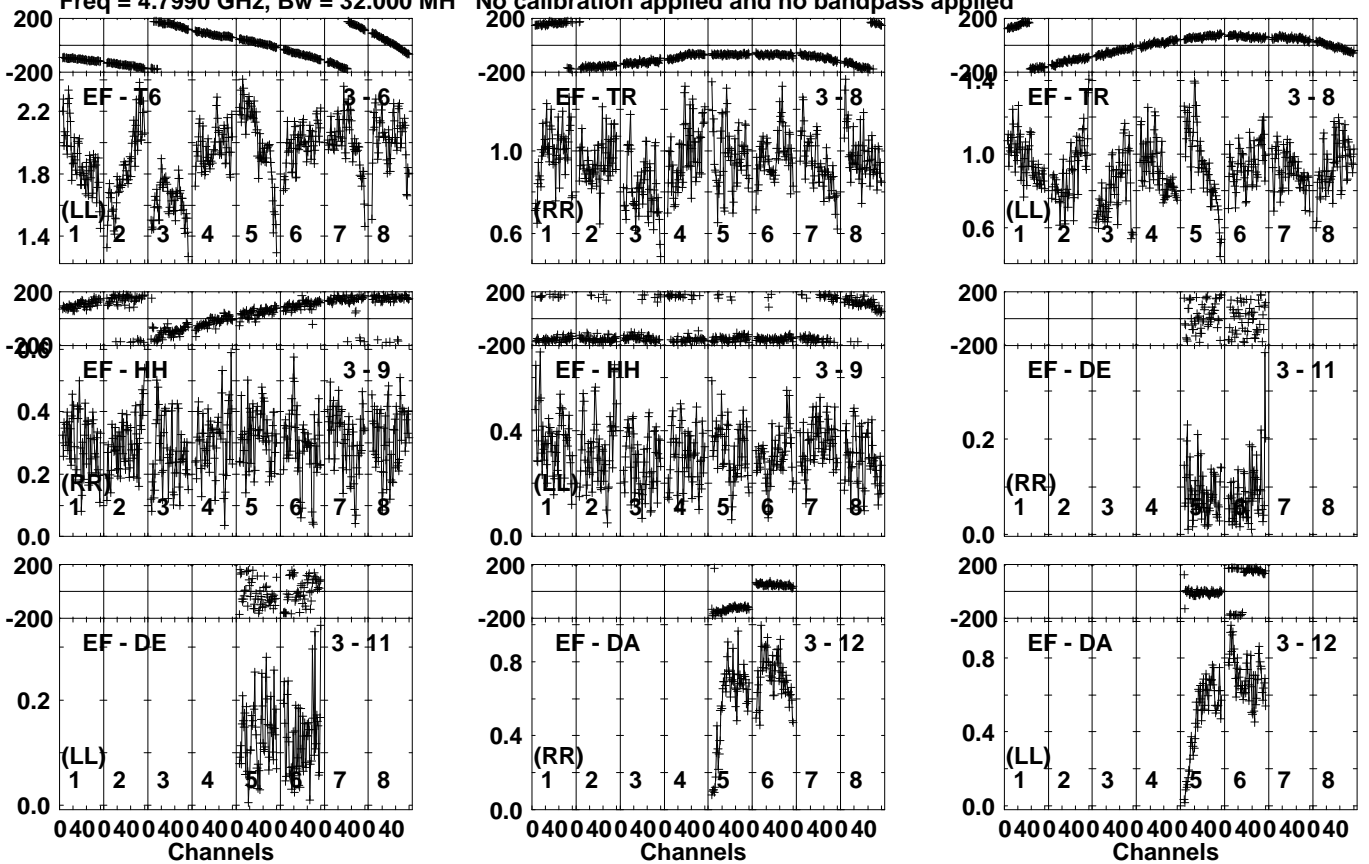 Freq = 4.7990 GHz, Bw = 32.000 MH No calibration applied and no bandpass applied
200 200 200
-200 -200 -200
EF - T6 3 - 6 EF - TR 3 - 8 EF - TR 3 - 8
2.2 1.4
1.0 1.0
1.8
(LL) (RR) (LL)
1.4 0.6 0.6
1 2 3 4 5 6 7 8 1 2 3 4 5 6 7 8 1 2 3 4 5 6 7 8
200 200 200
-200 -200 -200
0.6
EF - HH 3 - 9 EF - HH 3 - 9 EF - DE 3 - 11
0.4 0.4 0.2
0.2
(RR) (LL) (RR)
1 2 3 4 5 6 7 8 1 2 3 4 5 6 7 8 1 2 3 4 5 6 7 8
0.0 0.0 0.0
200 200 200
-200 -200 -200
EF - DE 3 - 11 EF - DA 3 - 12 EF - DA 3 - 12
0.8 0.8
0.2
0.4 0.4
(LL) (RR) (LL)
1 2 3 4 5 6 7 8 1 2 3 4 5 6 7 8 1 2 3 4 5 6 7 8
0.0 0.0 0.0
0 40 0 40 0 40 0 40 0 40 0 40 0 40 0 40 0 40 0 40 0 40 0 40 0 40 0 40 0 40 0 40 0 40 0 40 0 40 0 40 0 40 0 40 0 40 0 40
Channels Channels Channels